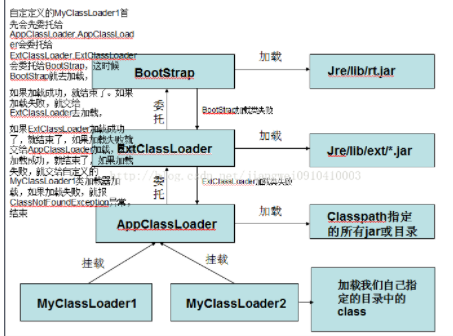 自定定义的MyClassLoader1首
先会先委托给
AppClassLoader,AppClassLoad
er会委托给
ExtClassLoader,ExtClassLoader
会委托给BootStrap，这时候
BootStrap就去加载，
如果加载成功，就结束了。如果
加载失败，就交给
ExtClassLoader去加载，
如果ExtClassLoader加载成功
了，就结束了，如果加载失败就
交给AppClassLoader加载，如果
加载成功，就结束了，如果加载
失败，就交给自定义的
MyClassLoader1类加载器加
载，如果加载失败，就报
ClassNotFoundException异常，
结束
BootStrap
加载
Jre/lib/rt.jar
委托
BootStrap加载类失败
ExtClassLoader
加载
Jre/lib/ext/*.jar
委托
ExtClassLoader加载类失败
AppClassLoader
加载
Classpath指定
的所有jar或目录
挂载
挂载
MyClassLoader1
MyClassLoader2
加载我们自己指
定的目录中的
class